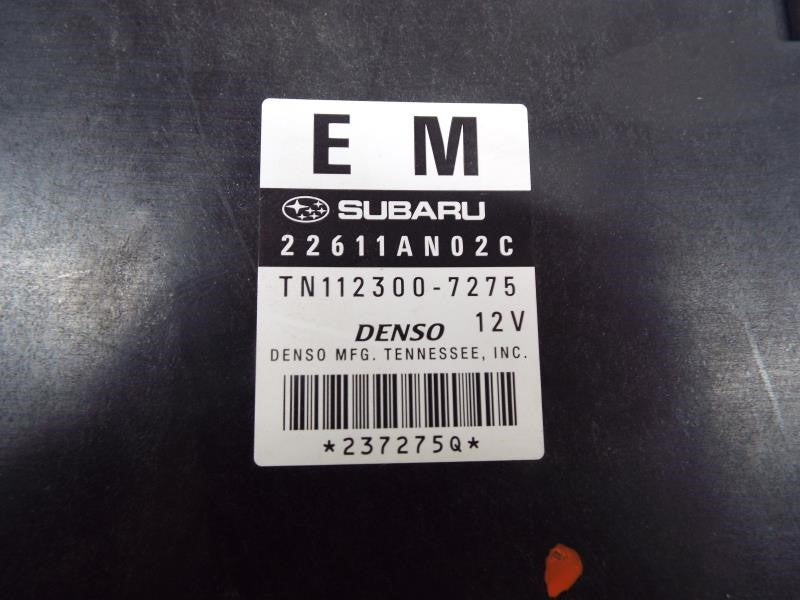 E M
SUBARU
22611AN02C
TN112300-7275
DENSO 12V
DENSO MFG. TENNESSEE, INC.
*237275Q*